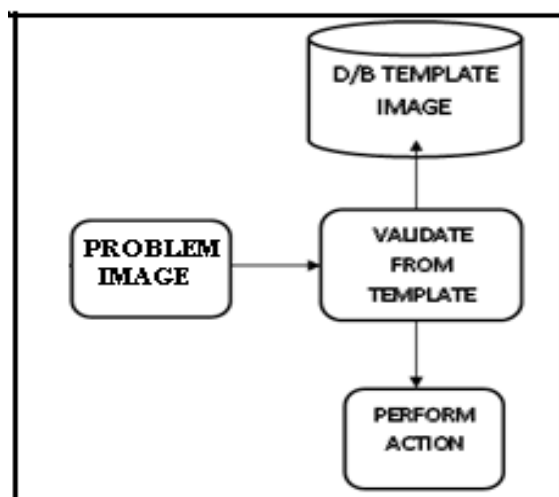 D/B TEMPLATE
IMAGE
PROBLEM
IMAGE
VALIDATE
FROM
TEMPLATE
PERFORM
ACTION